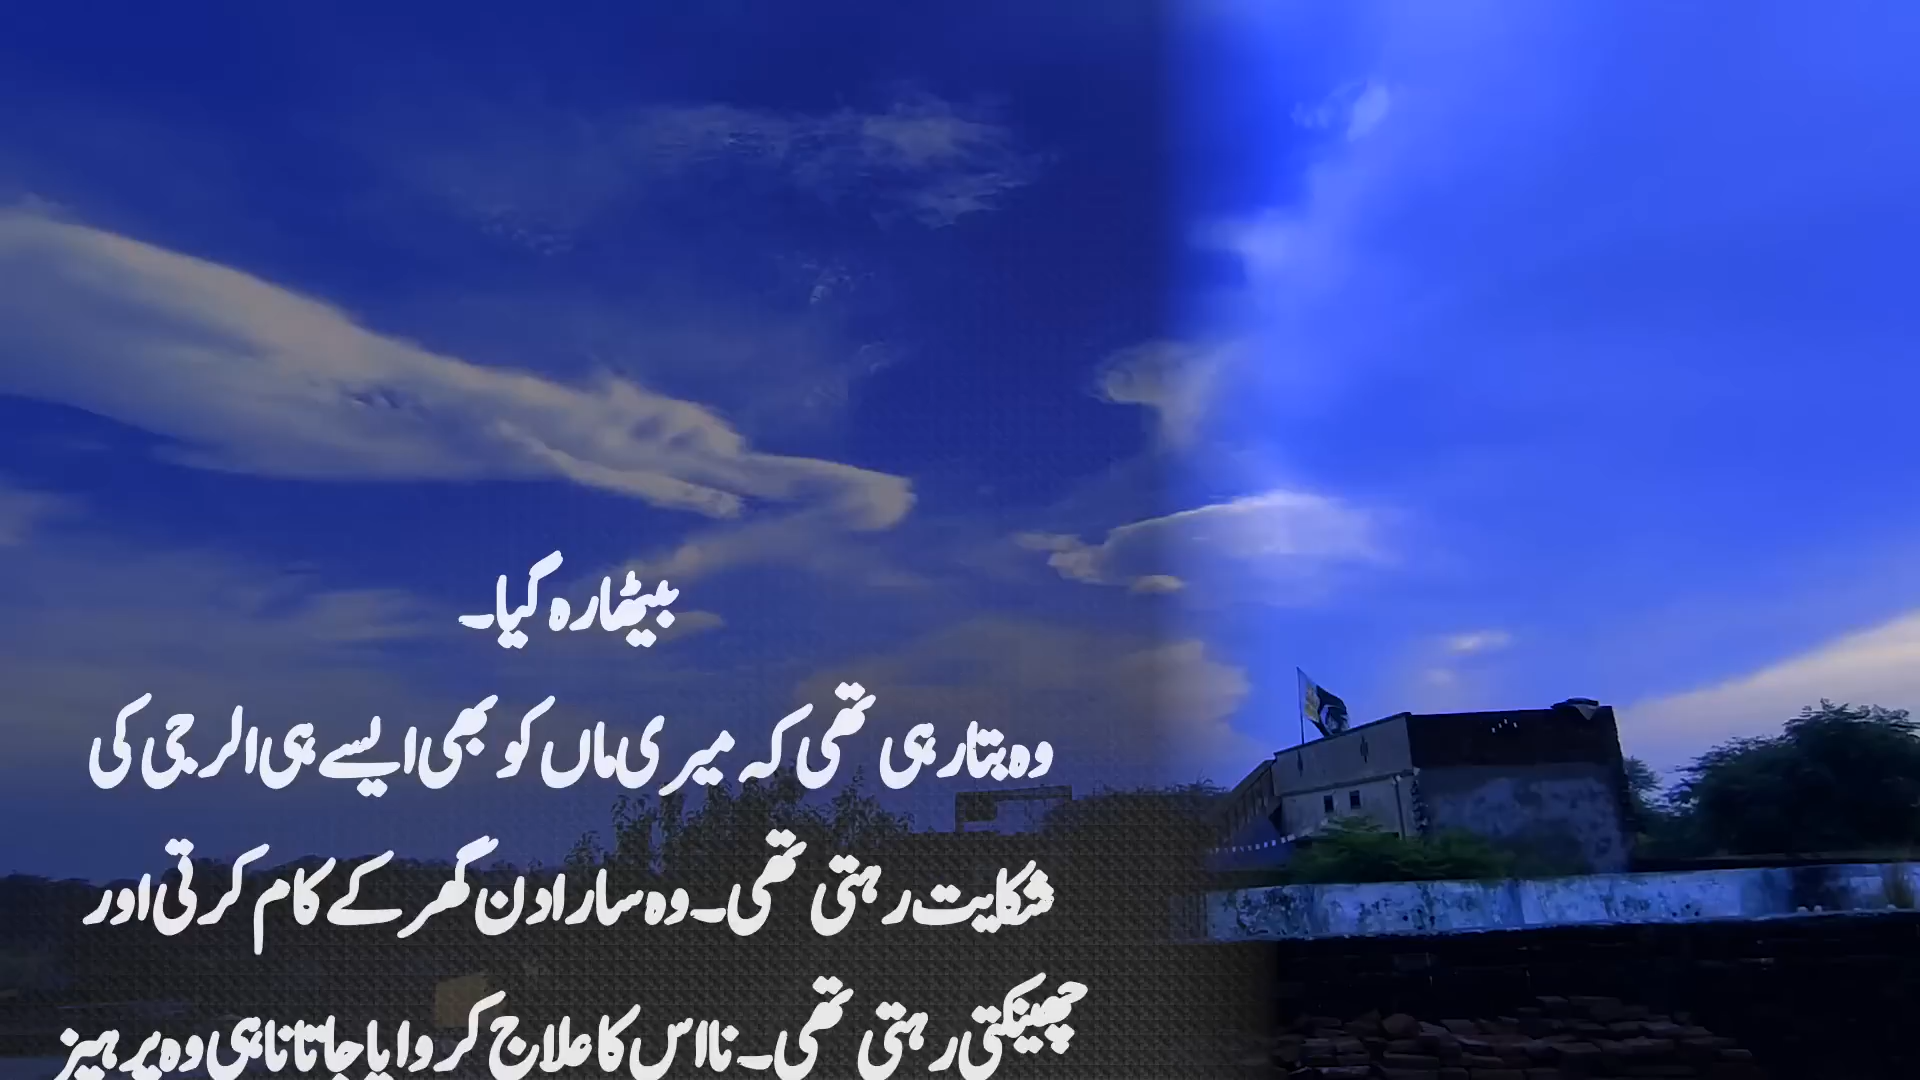 بیٹھا رہ گیا۔
وہ بتا رہی تھی کہ میری ماں کو بھی ایسے ہی الرجی کی
شکایت رہتی تھی۔ وہ سارا دن گھر کے کام کرتی اور
چھینکتی رہتی تھی۔ نا اس کا علاج کروایا جاتا نا ہی وہ پرہیز